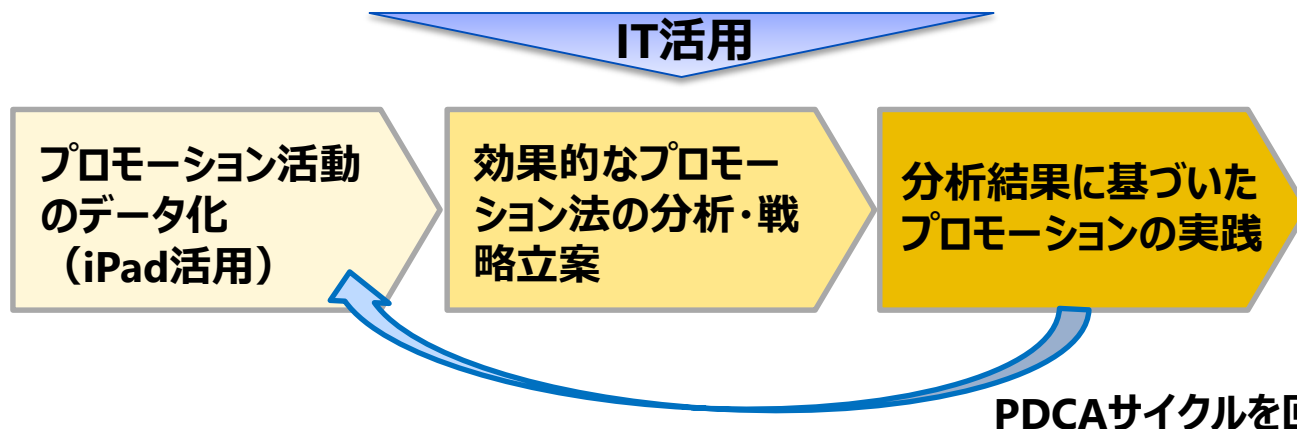 IT活用
プロモーション活動
のデータ化
（iPad活用）
効果的なプロモー
ション法の分析・戦
略立案
分析結果に基づいた
プロモーションの実践
PDCAサイクルを回